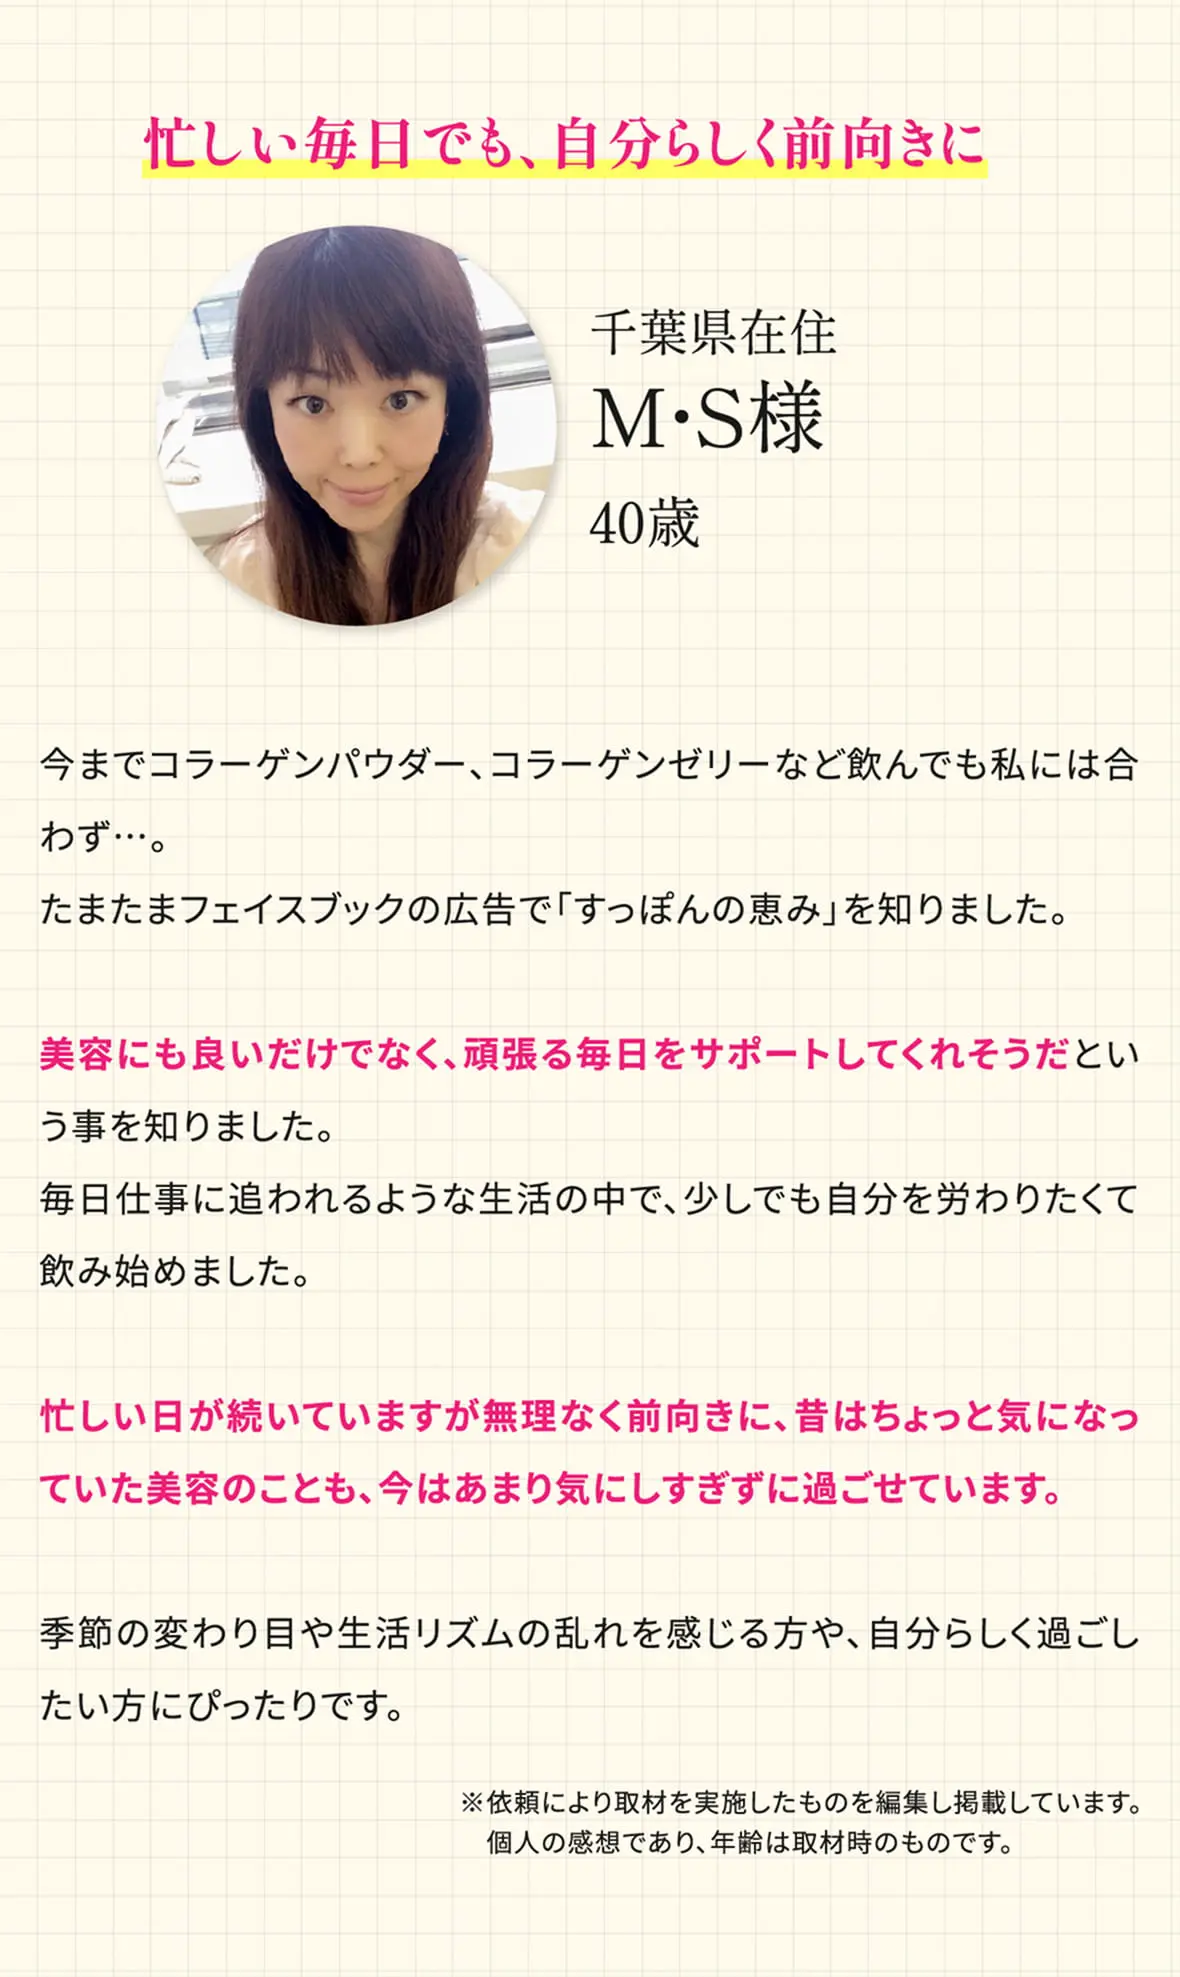 忙しい毎日でも、自分らしく前向きに
千葉県在住
M・S様
40歳
今までコラーゲンパウダー、コラーゲンゼリーなど飲んでも私には合
わず…。
たまたまフェイスブックの広告で「すっぽんの恵み」を知りました。
美容にも良いだけでなく、頑張る毎日をサポートしてくれそうだとい
う事を知りました。
毎日仕事に追われるような生活の中で、少しでも自分を労わりたくて
飲み始めました。
忙しい日が続いていますが無理なく前向きに、昔はちょっと気になっ
ていた美容のことも、今はあまり気にしすぎずに過ごせています。
季節の変わり目や生活リズムの乱れを感じる方や、自分らしく過ごし
たい方にぴったりです。
※依頼により取材を実施したものを編集し掲載しています。
個人の感想であり、年齢は取材時のものです。